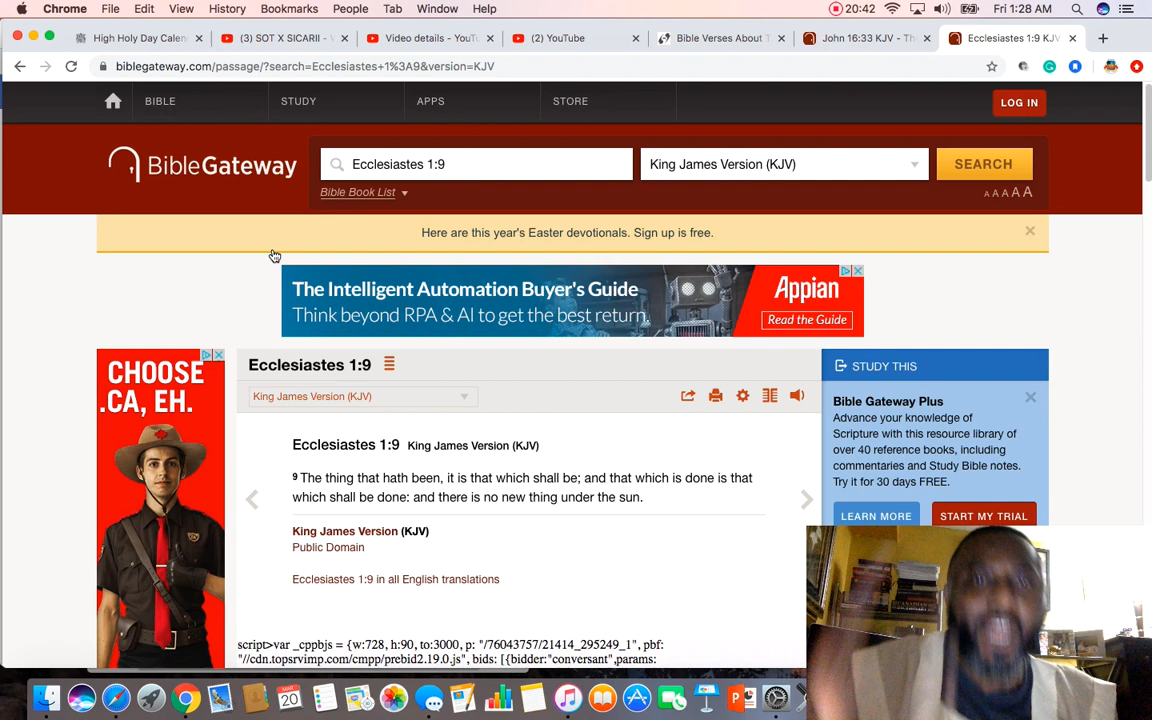 Chrome File Edit View History Bookmarks People Tab Window Help 20:42 Fri 1:28 AM
High Holy Day Calen (3) SOT X SICARII - (2) YouTube Video details - YouTu Bible Verses About T John 16:33 KJV - Th Ecclesiastes 1:9 KJV
biblegateway.com/passage/?search=Ecclesiastes+1%3A9&version=KJV
BIBLE STUDY APPS STORE LOG IN
BibleGateway Ecclesiastes 1:9 King James Version (KJV) SEARCH
Bible Book List A A A A A
Here are this year's Easter devotionals. Sign up is free.
The Intelligent Automation Buyer's Guide
Think beyond RPA & AI to get the best return.
Appian
Read the Guide
CHOOSE
.CA, EH.
Ecclesiastes 1:9
King James Version (KJV)
Ecclesiastes 1:9 King James Version (KJV)
9 The thing that hath been, it is that which shall be; and that which is done is that
which shall be done: and there is no new thing under the sun.
King James Version (KJV)
Public Domain
Ecclesiastes 1:9 in all English translations
script>var _cppbjs = {w:728, h:90, to:3000, p: "/76043757/21414_295249_1", pbf:
"//cdn.topsrvimp.com/cmpp/prebid2.19.0.js", bids: [{bidder:"conversant",params:
STUDY THIS
Bible Gateway Plus
Advance your knowledge of
Scripture with this resource library of
over 40 reference books, including
commentaries and Study Bible notes.
Try it for 30 days FREE.
LEARN MORE START MY TRIAL
MAR
20